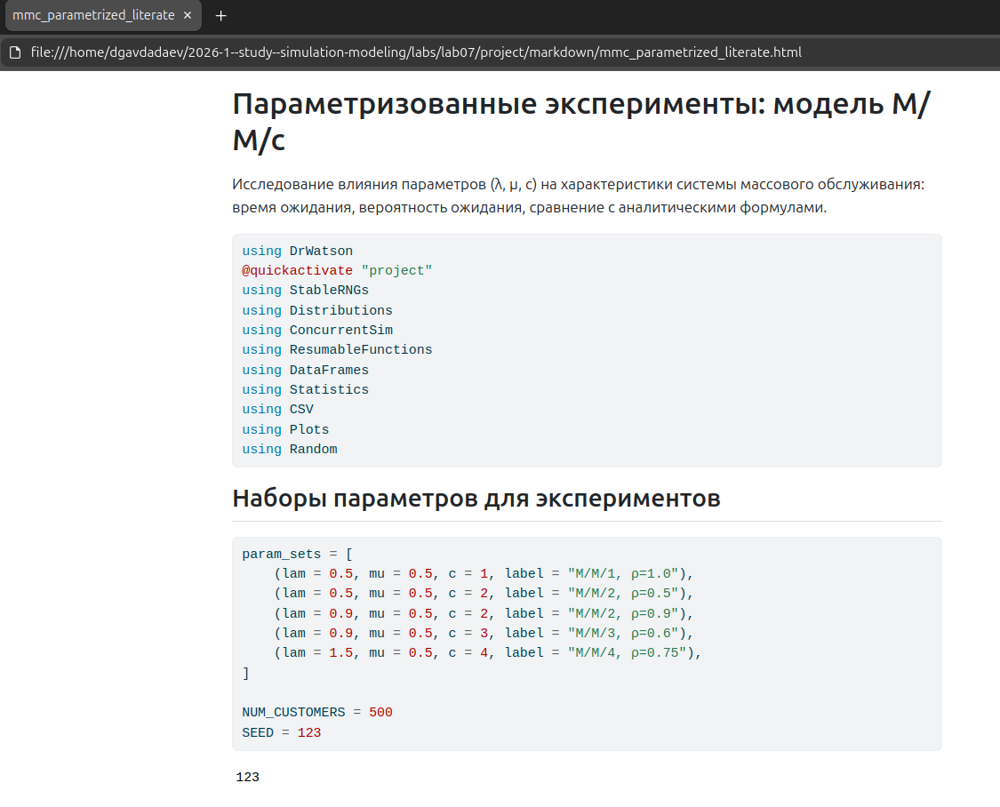 mmc_parametrized_literate × +
file:///home/dgavdadaev/2026-1--study--simulation-modeling/labs/lab07/project/markdown/mmc_parametrized_literate.html
Параметризованные эксперименты: модель M/
M/c
Исследование влияния параметров (λ, μ, c) на характеристики системы массового обслуживания:
время ожидания, вероятность ожидания, сравнение с аналитическими формулами.
using DrWatson
@quickactivate "project"
using StableRNGs
using Distributions
using ConcurrentSim
using ResumableFunctions
using DataFrames
using Statistics
using CSV
using Plots
using Random
Наборы параметров для экспериментов
param_sets = [
    (lam = 0.5, mu = 0.5, c = 1, label = "M/M/1, ρ=1.0"),
    (lam = 0.5, mu = 0.5, c = 2, label = "M/M/2, ρ=0.5"),
    (lam = 0.9, mu = 0.5, c = 2, label = "M/M/2, ρ=0.9"),
    (lam = 0.9, mu = 0.5, c = 3, label = "M/M/3, ρ=0.6"),
    (lam = 1.5, mu = 0.5, c = 4, label = "M/M/4, ρ=0.75"),
]
NUM_CUSTOMERS = 500
SEED = 123
123